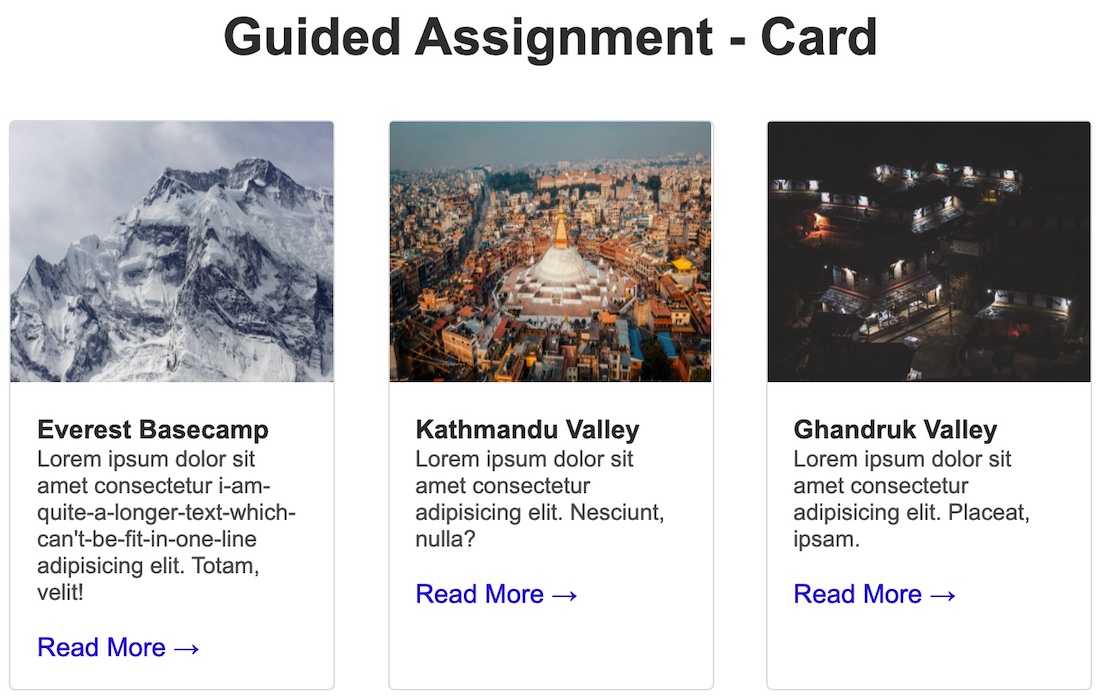 Guided Assignment - Card
Everest Basecamp
Lorem ipsum dolor sit
amet consectetur i-am-
quite-a-longer-text-which-
can't-be-fit-in-one-line
adipisicing elit. Totam,
velit!
Read More →
Kathmandu Valley
Lorem ipsum dolor sit
amet consectetur
adipisicing elit. Nesciunt,
nulla?
Read More →
Ghandruk Valley
Lorem ipsum dolor sit
amet consectetur
adipisicing elit. Placeat,
ipsam.
Read More →